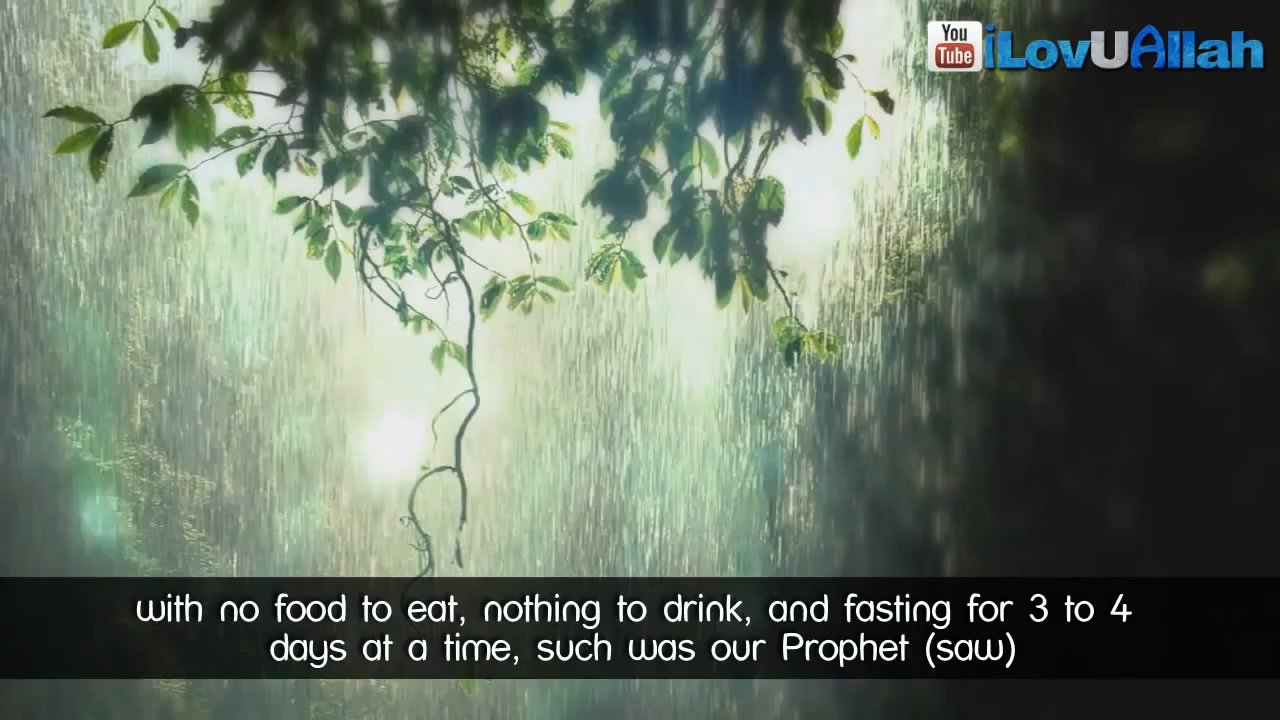 You
Tube
iLovUAllah
with no food to eat, nothing to drink, and fasting for 3 to 4
days at a time, such was our Prophet (saw)